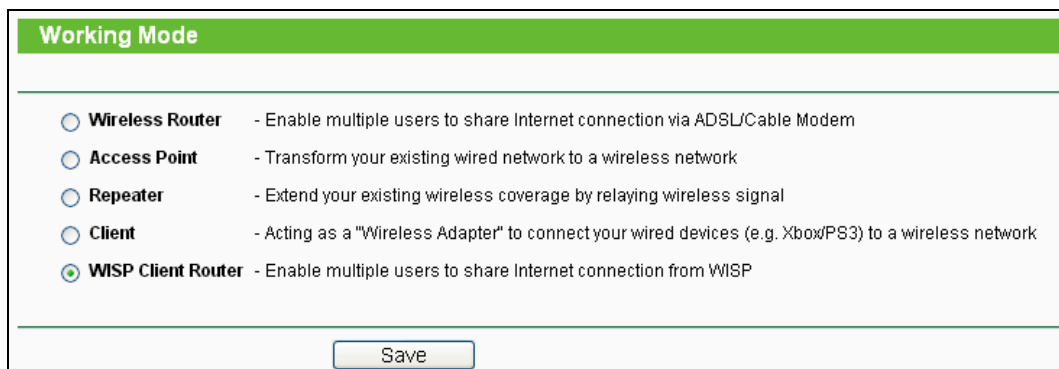 Working Mode
Wireless Router - Enable multiple users to share Internet connection via ADSL/Cable Modem
Access Point - Transform your existing wired network to a wireless network
Repeater - Extend your existing wireless coverage by relaying wireless signal
Client - Acting as a "Wireless Adapter" to connect your wired devices (e.g. Xbox/PS3) to a wireless network
WISP Client Router - Enable multiple users to share Internet connection from WISP
Save